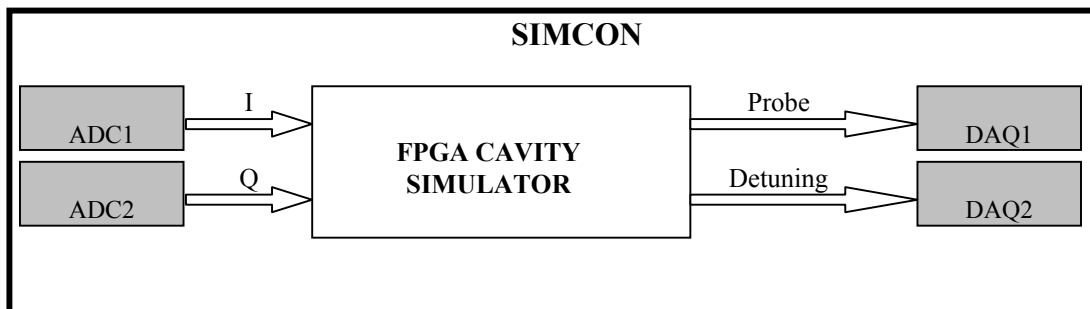 SIMCON
I
Probe
ADC1
DAQ1
FPGA CAVITY
SIMULATOR
Q
Detuning
ADC2
DAQ2